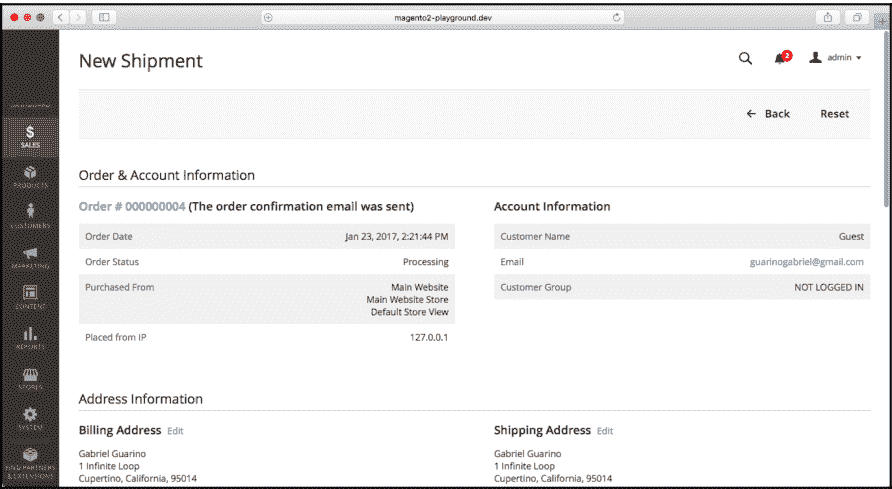 magento2-playground.dev
New Shipment
2
admin
Back
Reset
SALES
PRODUCTS
CUSTOMERS
MARKETING
CONTENT
REPORTS
STORES
SYSTEM
FIND PARTNERS
& EXTENSIONS
Order & Account Information
Order # 000000004 (The order confirmation email was sent)
Order Date Jan 23, 2017, 2:21:44 PM
Order Status Processing
Purchased From Main Website
Main Website Store
Default Store View
Placed from IP 127.0.0.1
Account Information
Customer Name Guest
Email guarinogabriel@gmail.com
Customer Group NOT LOGGED IN
Address Information
Billing Address Edit
Gabriel Guarino
1 Infinite Loop
Cupertino, California, 95014
Shipping Address Edit
Gabriel Guarino
1 Infinite Loop
Cupertino, California, 95014